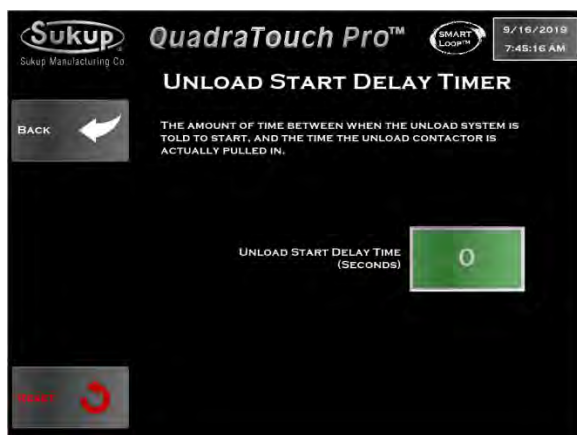 Sukup
Sukup Manufacturing Co
QuadraTouch Pro™
SMART
LOOP™
9/16/2019
7:45:16 AM
UNLOAD START DELAY TIMER
BACK
THE AMOUNT OF TIME BETWEEN WHEN THE UNLOAD SYSTEM IS
TOLD TO START, AND THE TIME THE UNLOAD CONTACTOR IS
ACTUALLY PULLED IN.
UNLOAD START DELAY TIME
(SECONDS)
0
RESET